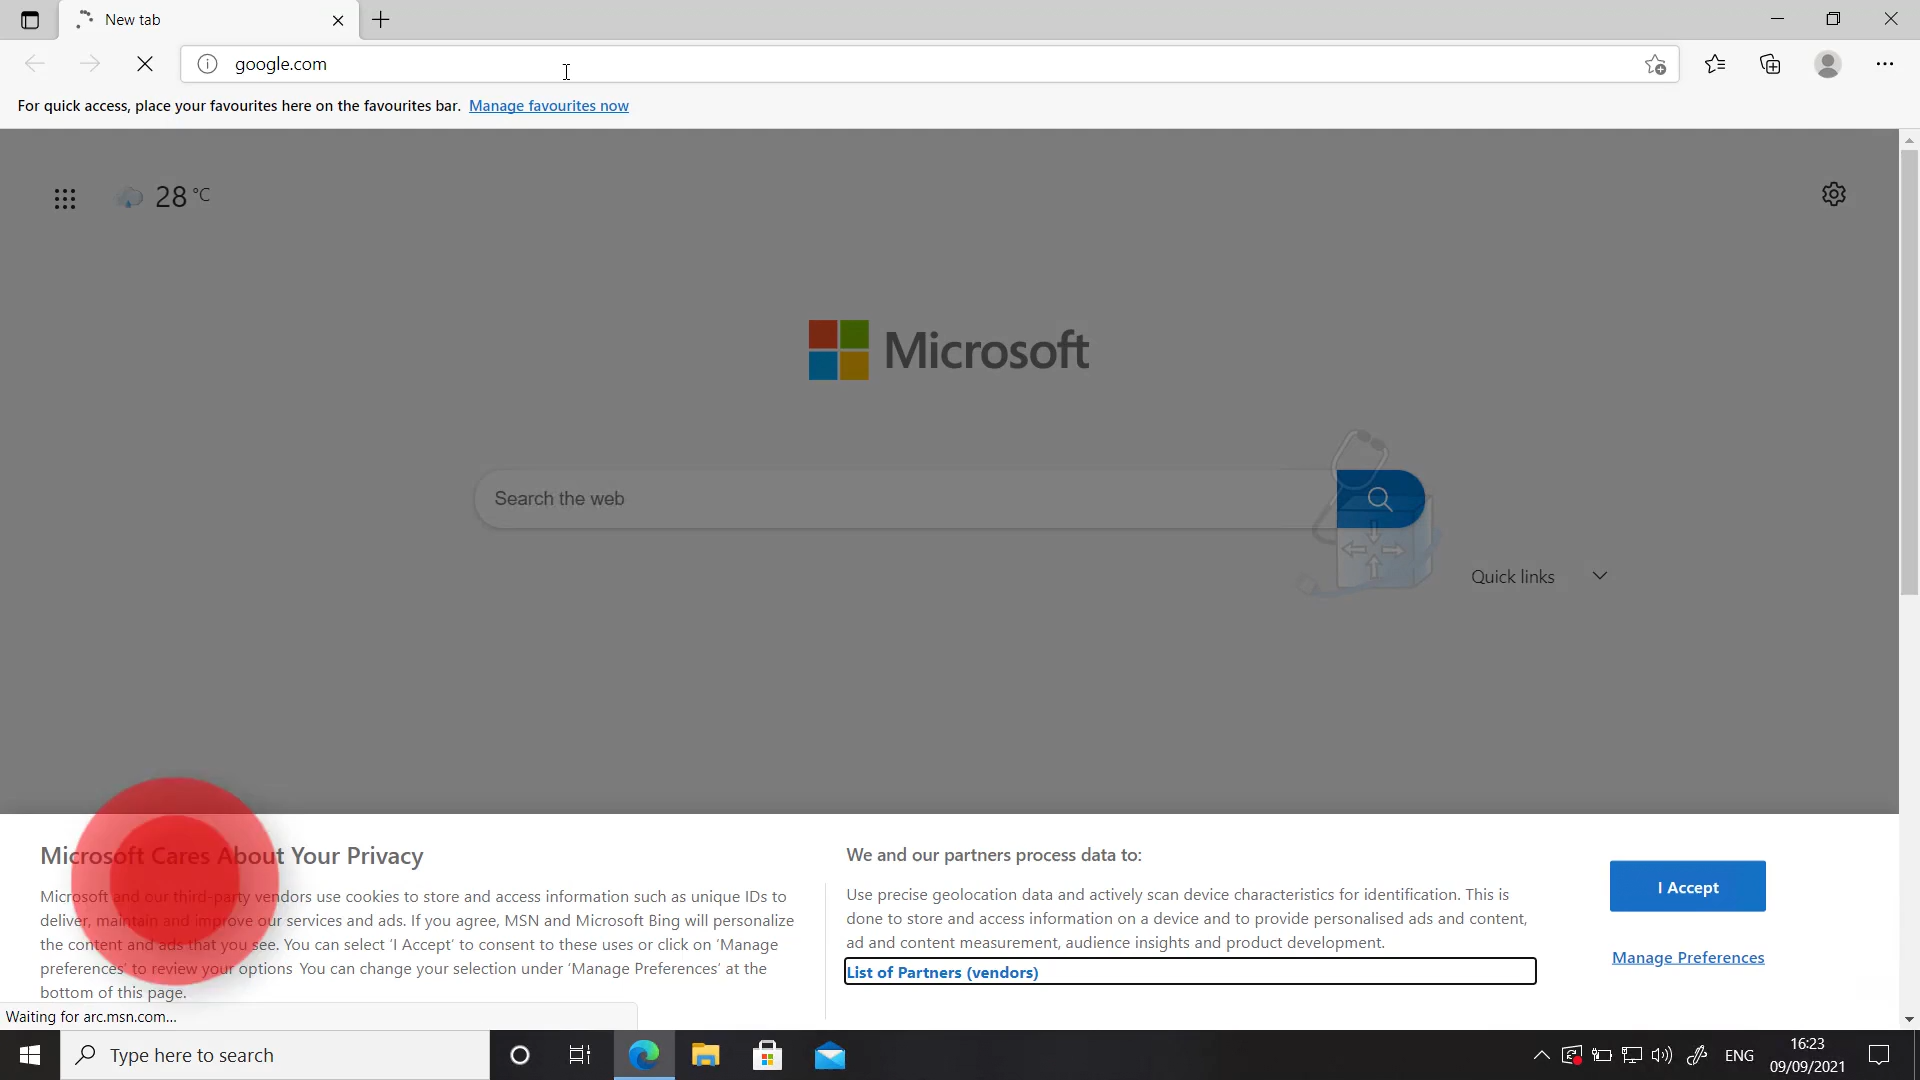 New tab
google.com
For quick access, place your favourites here on the favourites bar. Manage favourites now
28 °C
Microsoft
Search the web
Quick links
Microsoft Cares About Your Privacy
Microsoft and our third-party vendors use cookies to store and access information such as unique IDs to
deliver, maintain and improve our services and ads. If you agree, MSN and Microsoft Bing will personalize
the content and ads that you see. You can select 'I Accept' to consent to these uses or click on 'Manage
preferences' to review your options You can change your selection under 'Manage Preferences' at the
bottom of this page.
We and our partners process data to:
Use precise geolocation data and actively scan device characteristics for identification. This is
done to store and access information on a device and to provide personalised ads and content,
ad and content measurement, audience insights and product development.
List of Partners (vendors)
I Accept
Manage Preferences
Waiting for arc.msn.com...
Type here to search
ENG
16:23
09/09/2021